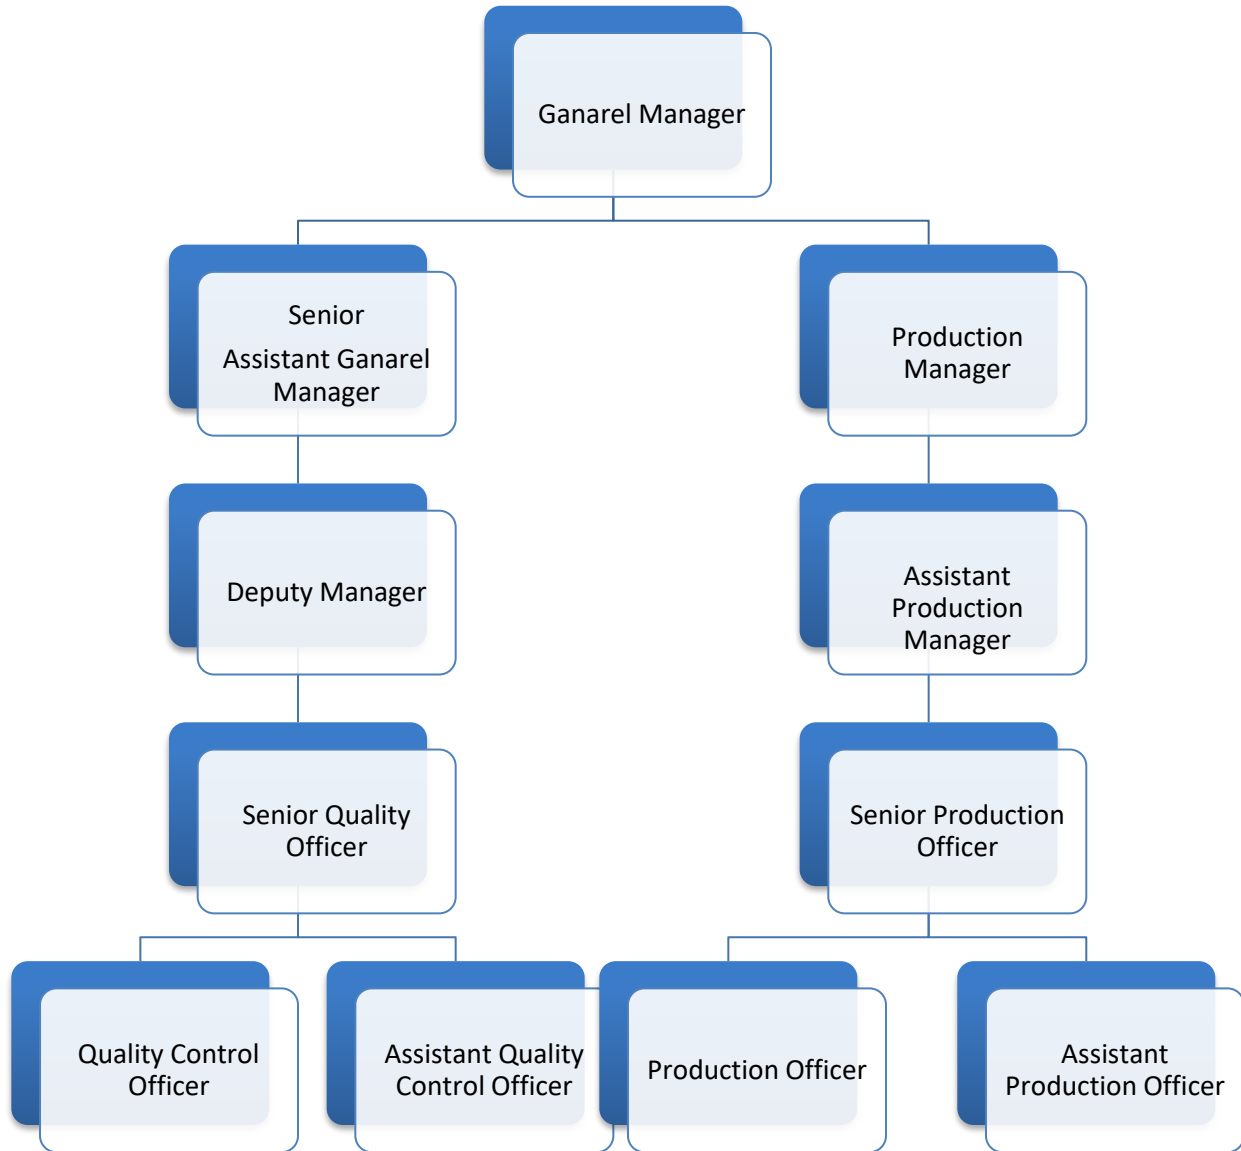 Ganarel Manager
Senior
Assistant Ganarel
Manager
Production
Manager
Deputy Manager
Assistant
Production
Manager
Senior Quality
Officer
Senior Production
Officer
Quality Control
Officer
Assistant Quality
Control Officer
Production Officer
Assistant
Production Officer